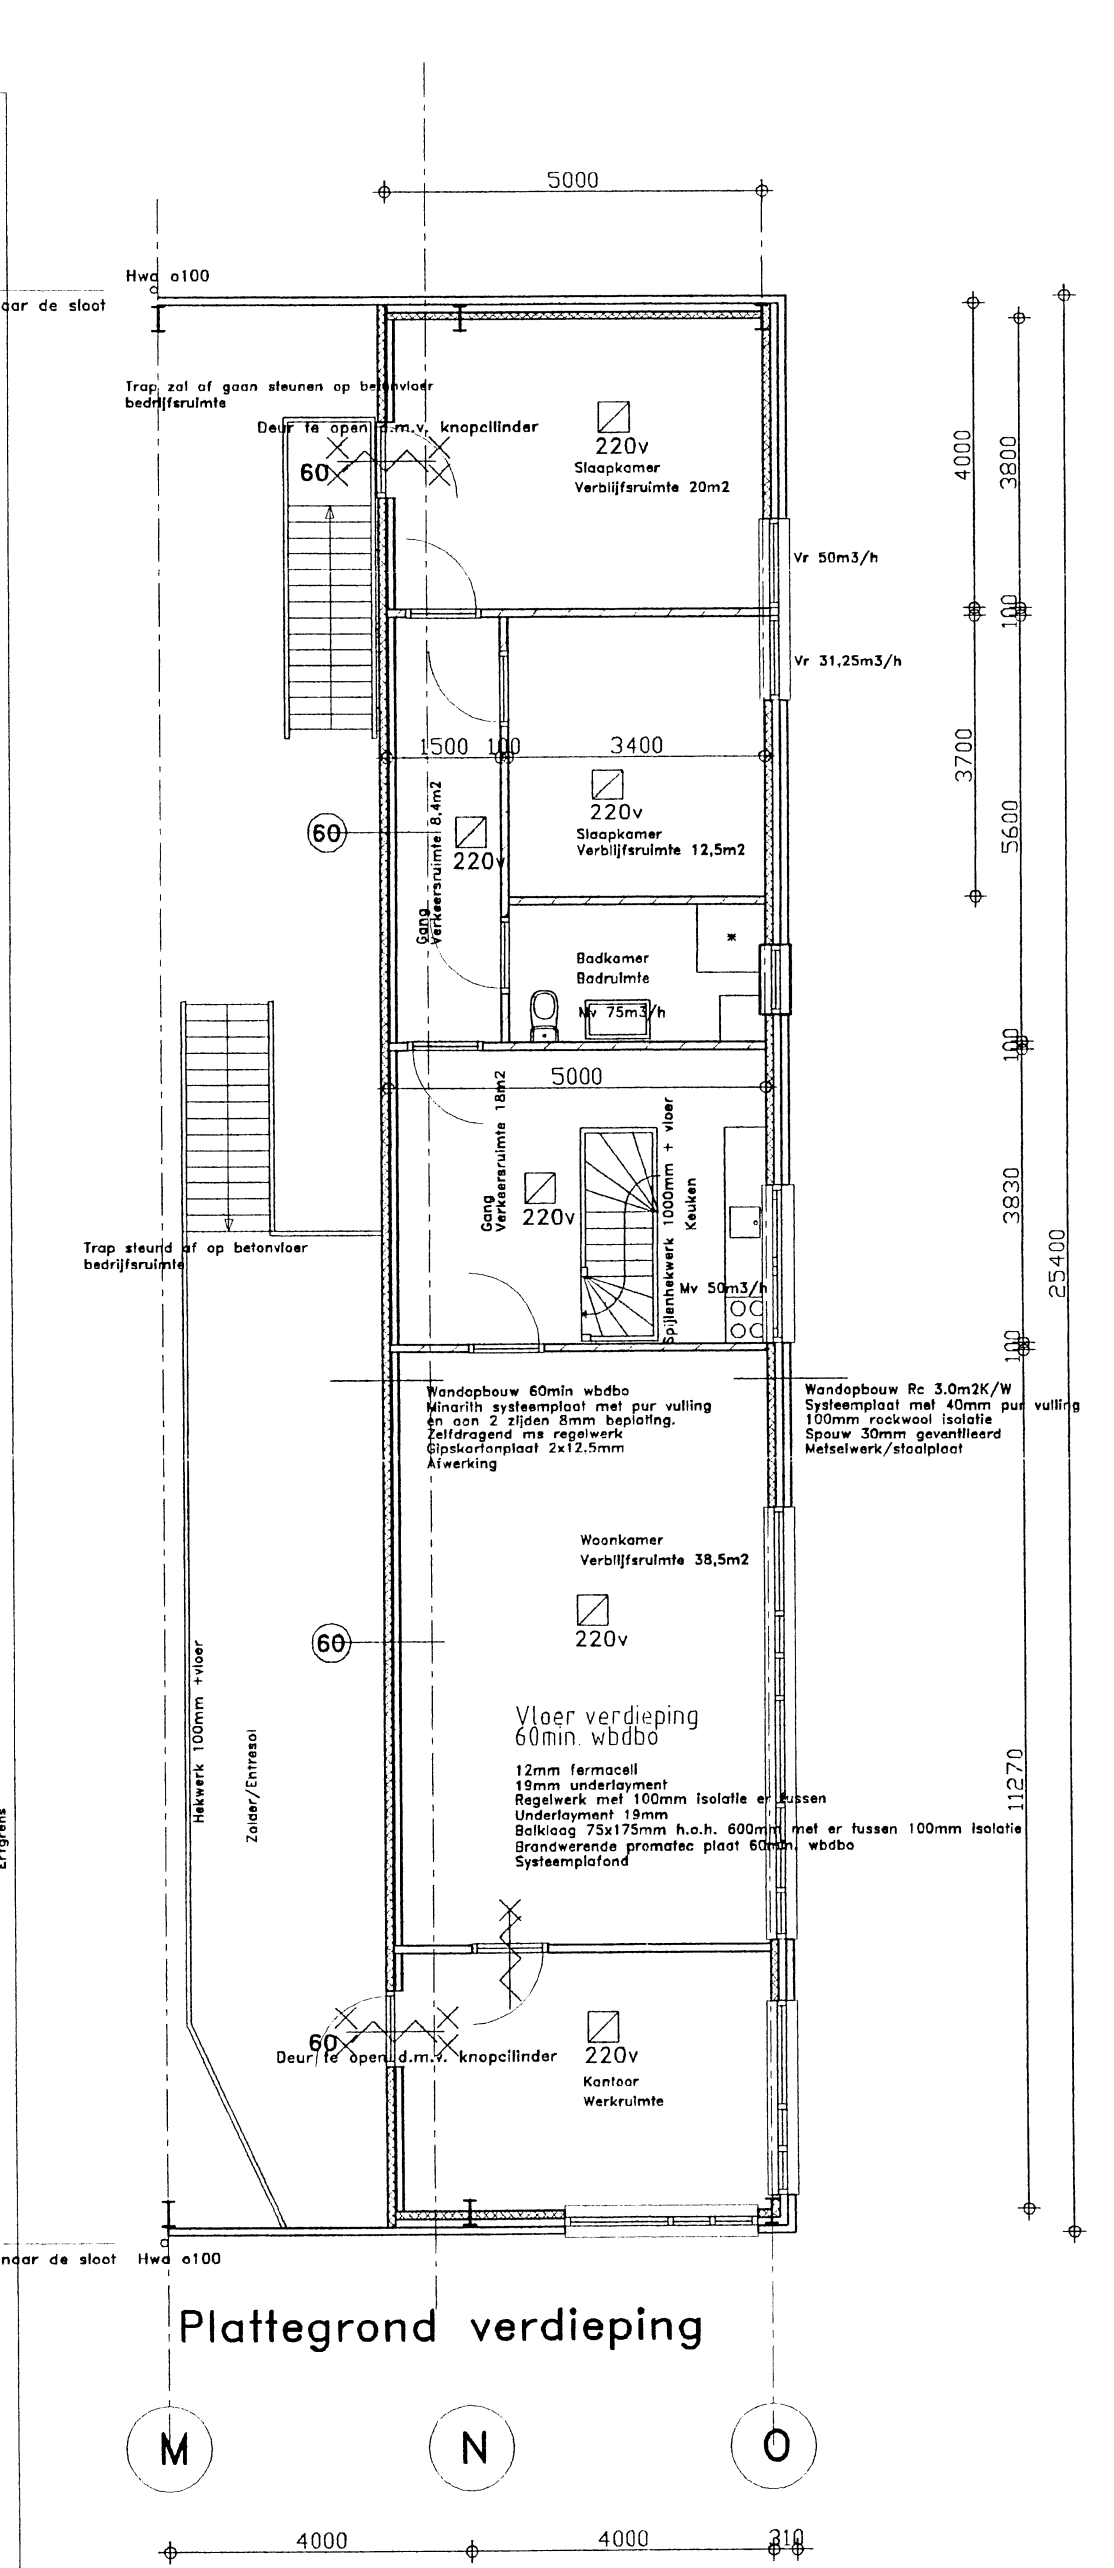 5000
Hwa ø100
aar de sloot
Trap zal af gaan steunen op betonvloer
bedrijfsruimte
Deur te open d.m.v. knopcilinder
60
220v
Slaapkamer
Verblijfsruimte 20m2
4000
3800
Vr 50m3/h
100
Vr 31,25m3/h
1500 100 3400
3700
5600
220v
Slaapkamer
Verblijfsruimte 12,5m2
60
Gang
Verkeersruimte 8,4m2
220v
Badkamer
Badruimte
Mv 75m3/h
100
5000
Gang
Verkeersruimte 18m2
220v
Spijlenhekwerk 1000mm + vloer
Keuken
Mv 50m3/h
3830
25400
Trap steund af op betonvloer
bedrijfsruimte
100
Wandopbouw 60min wbdbo
Minarith systeemplaat met pur vulling
en aan 2 zijden 8mm beplating.
Zelfdragend ms regelwerk
Gipskartonplaat 2x12.5mm
Afwerking
Wandopbouw Rc 3.0m2K/W
Systeemplaat met 40mm pur vulling
100mm rockwool isolatie
Spouw 30mm geventileerd
Metselwerk/staalplaat
Woonkamer
Verblijfsruimte 38,5m2
220v
60
Hekwerk 100mm +vloer
Zolder/Entresol
Erfgrens
Vloer verdieping
60min. wbdbo
12mm fermacell
19mm underlayment
Regelwerk met 100mm isolatie er tussen
Underlayment 19mm
Balklaag 75x175mm h.o.h. 600mm met er tussen 100mm isolatie
Brandwerende promatec plaat 60min. wbdbo
Systeemplafond
11270
60
Deur te open d.m.v. knopcilinder
220v
Kantoor
Werkruimte
naar de sloot Hwa ø100
Plattegrond verdieping
M N O
4000 4000 310